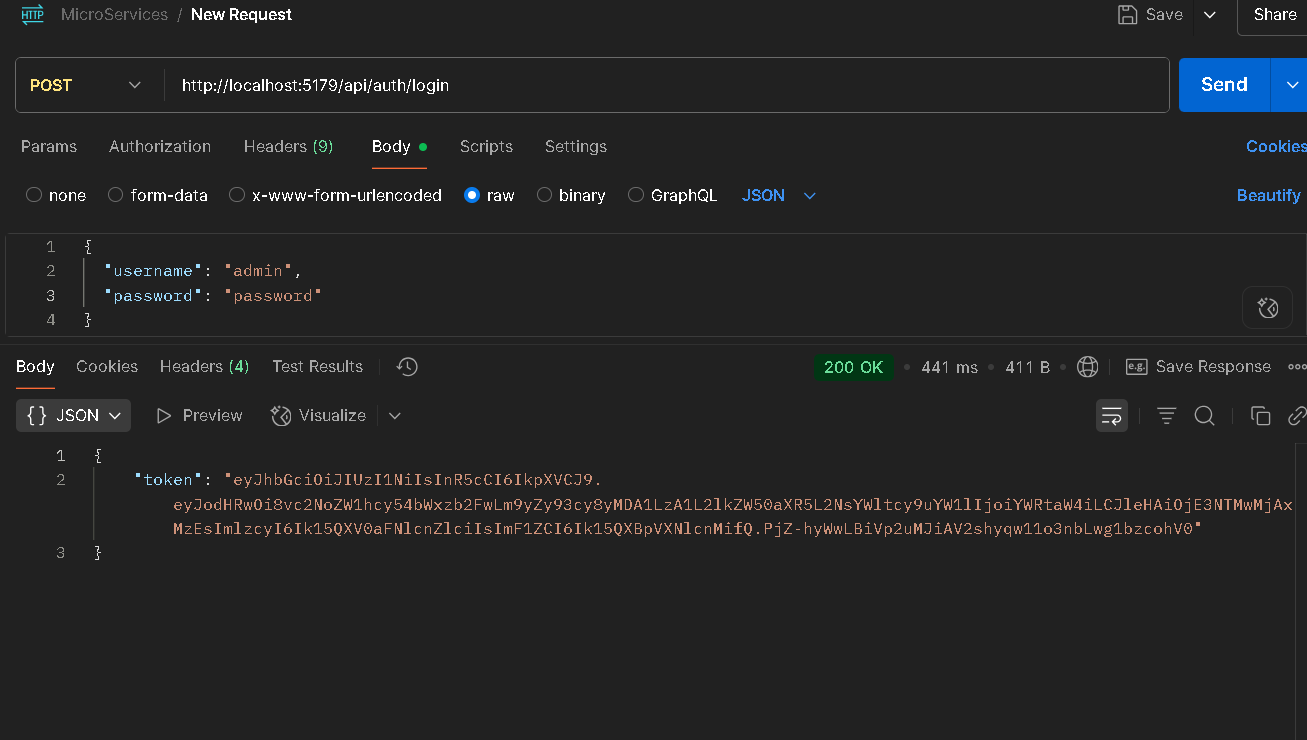 HTTP MicroServices / New Request Save Share
POST http://localhost:5179/api/auth/login Send
Params Authorization Headers (9) Body Scripts Settings Cookies
none form-data x-www-form-urlencoded raw binary GraphQL JSON Beautify
1 {
2 "username": "admin",
3 "password": "password"
4 }
Body Cookies Headers (4) Test Results 200 OK • 441 ms • 411 B • e.g. Save Response
{} JSON Preview Visualize
1 {
2 "token": "eyJhbGciOiJIUzI1NiIsInR5cCI6IkpXVCJ9.
eyJodHRwOi8vc2NoZW1hcy54bWxzb2FwLm9yZy93cy8yMDA1LzA1L2lkZW50aXR5L2NsYWltcy9uYW1lIjoiYWRtaW4iLCJleHAiOjE3NTMwMjAx
MzEsImlzcyI6Ik15QXV0aFNlcnZlciIsImF1ZCI6Ik15QXBpVXNlcnMifQ.PjZ-hyWwLBiVp2uMJiAV2shyqw11o3nbLwg1bzcohV0"
3 }